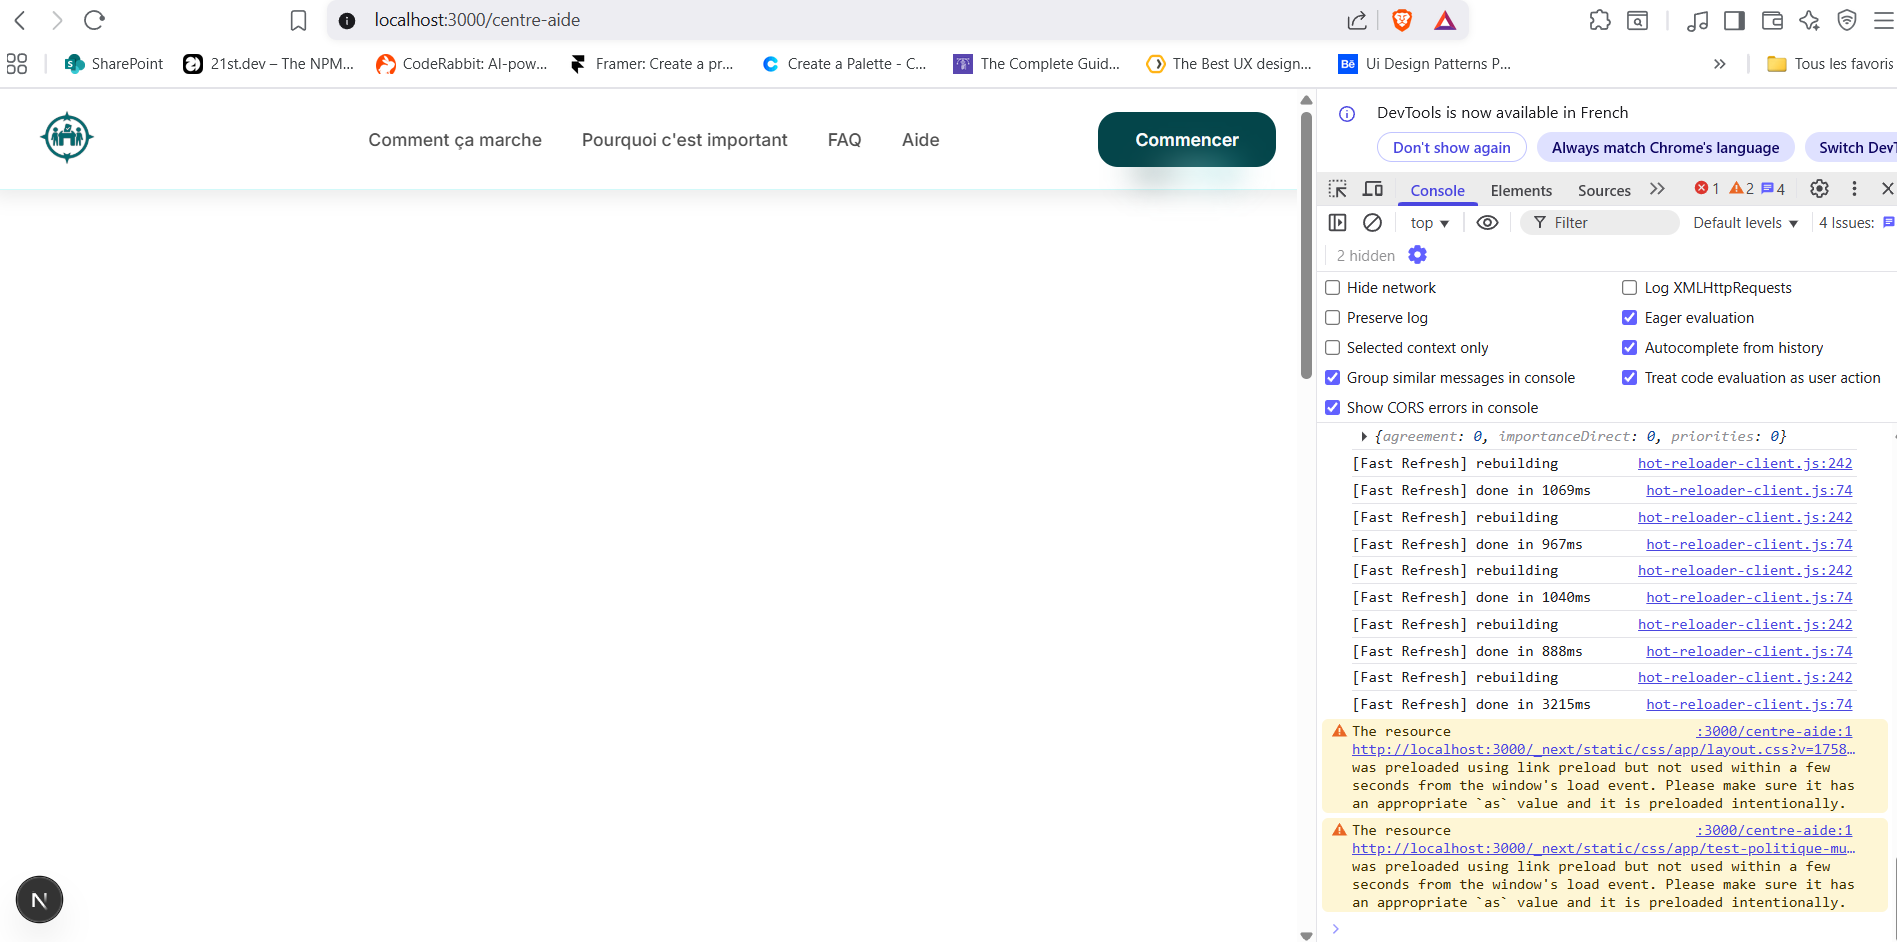 localhost:3000/centre-aide
SharePoint
21st.dev – The NPM...
CodeRabbit: AI-pow...
Framer: Create a pr...
Create a Palette - C...
The Complete Guid...
The Best UX design...
Bē
Ui Design Patterns P...
»
Tous les favoris
Comment ça marche
Pourquoi c'est important
FAQ
Aide
Commencer
DevTools is now available in French
Don't show again
Always match Chrome's language
Switch DevT
Console
Elements
Sources
1
2
4
top
Filter
Default levels
4 Issues:
2 hidden
Hide network
Log XMLHttpRequests
Preserve log
Eager evaluation
Selected context only
Autocomplete from history
Group similar messages in console
Treat code evaluation as user action
Show CORS errors in console
{agreement: 0, importanceDirect: 0, priorities: 0}
[Fast Refresh] rebuilding hot-reloader-client.js:242
[Fast Refresh] done in 1069ms hot-reloader-client.js:74
[Fast Refresh] rebuilding hot-reloader-client.js:242
[Fast Refresh] done in 967ms hot-reloader-client.js:74
[Fast Refresh] rebuilding hot-reloader-client.js:242
[Fast Refresh] done in 1040ms hot-reloader-client.js:74
[Fast Refresh] rebuilding hot-reloader-client.js:242
[Fast Refresh] done in 888ms hot-reloader-client.js:74
[Fast Refresh] rebuilding hot-reloader-client.js:242
[Fast Refresh] done in 3215ms hot-reloader-client.js:74
The resource :3000/centre-aide:1
http://localhost:3000/_next/static/css/app/layout.css?v=1758…
was preloaded using link preload but not used within a few
seconds from the window's load event. Please make sure it has
an appropriate `as` value and it is preloaded intentionally.
The resource :3000/centre-aide:1
http://localhost:3000/_next/static/css/app/test-politique-mu…
was preloaded using link preload but not used within a few
seconds from the window's load event. Please make sure it has
an appropriate `as` value and it is preloaded intentionally.
N